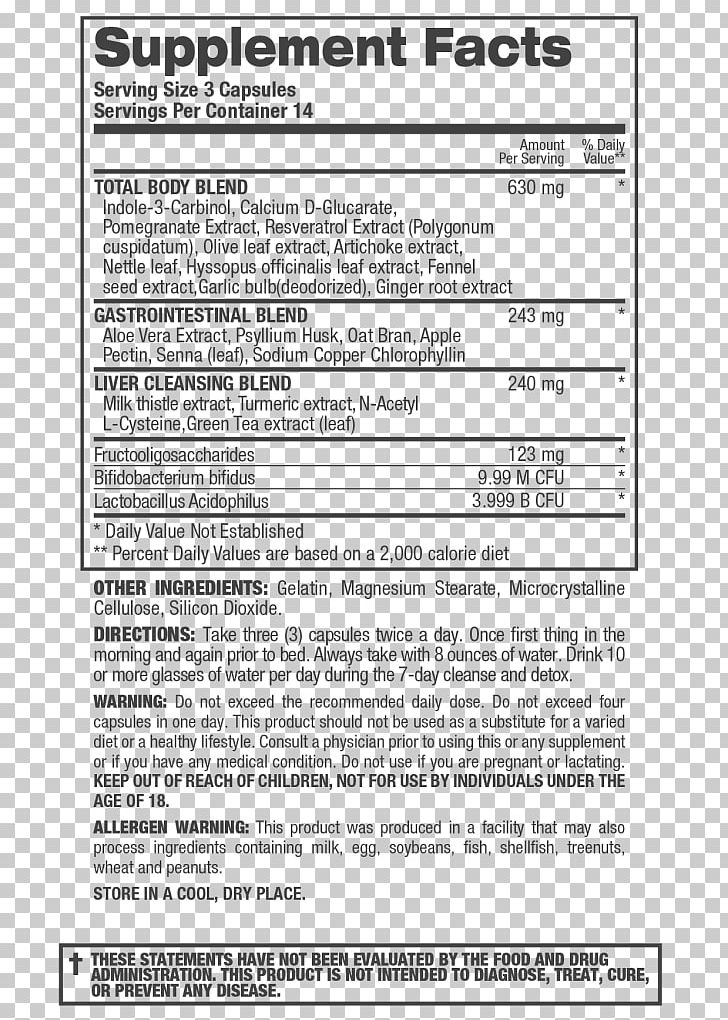 Supplement Facts
Serving Size 3 Capsules
Servings Per Container 14
Amount Per Serving % Daily Value**
TOTAL BODY BLEND 630 mg *
Indole-3-Carbinol, Calcium D-Glucarate,
Pomegranate Extract, Resveratrol Extract (Polygonum
cuspidatum), Olive leaf extract, Artichoke extract,
Nettle leaf, Hyssopus officinalis leaf extract, Fennel
seed extract,Garlic bulb(deodorized), Ginger root extract
GASTROINTESTINAL BLEND 243 mg *
Aloe Vera Extract, Psyllium Husk, Oat Bran, Apple
Pectin, Senna (leaf), Sodium Copper Chlorophyllin
LIVER CLEANSING BLEND 240 mg *
Milk thistle extract, Turmeric extract, N-Acetyl
L-Cysteine,Green Tea extract (leaf)
Fructooligosaccharides 123 mg *
Bifidobacterium bifidus 9.99 M CFU *
Lactobacillus Acidophilus 3.999 B CFU *
* Daily Value Not Established
** Percent Daily Values are based on a 2,000 calorie diet
OTHER INGREDIENTS: Gelatin, Magnesium Stearate, Microcrystalline
Cellulose, Silicon Dioxide.
DIRECTIONS: Take three (3) capsules twice a day. Once first thing in the
morning and again prior to bed. Always take with 8 ounces of water. Drink 10
or more glasses of water per day during the 7-day cleanse and detox.
WARNING: Do not exceed the recommended daily dose. Do not exceed four
capsules in one day. This product should not be used as a substitute for a varied
diet or a healthy lifestyle. Consult a physician prior to using this or any supplement
or if you have any medical condition. Do not use if you are pregnant or lactating.
KEEP OUT OF REACH OF CHILDREN, NOT FOR USE BY INDIVIDUALS UNDER THE
AGE OF 18.
ALLERGEN WARNING: This product was produced in a facility that may also
process ingredients containing milk, egg, soybeans, fish, shellfish, treenuts,
wheat and peanuts.
STORE IN A COOL, DRY PLACE.
† THESE STATEMENTS HAVE NOT BEEN EVALUATED BY THE FOOD AND DRUG
ADMINISTRATION. THIS PRODUCT IS NOT INTENDED TO DIAGNOSE, TREAT, CURE,
OR PREVENT ANY DISEASE.